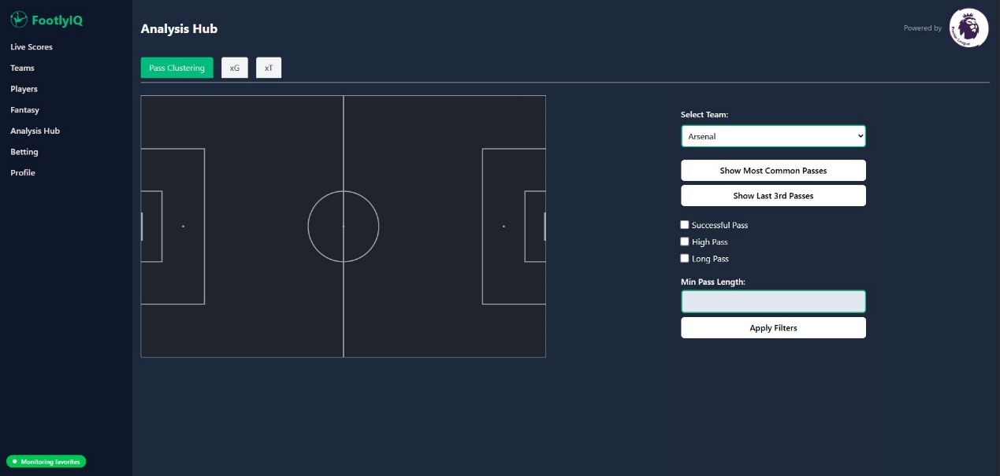 FootlyIQ
Live Scores
Teams
Players
Fantasy
Analysis Hub
Betting
Profile
Monitoring favorites
Analysis Hub
Powered by
Premier League
Pass Clustering
xG
xT
Select Team:
Arsenal
Show Most Common Passes
Show Last 3rd Passes
Successful Pass
High Pass
Long Pass
Min Pass Length:
Apply Filters